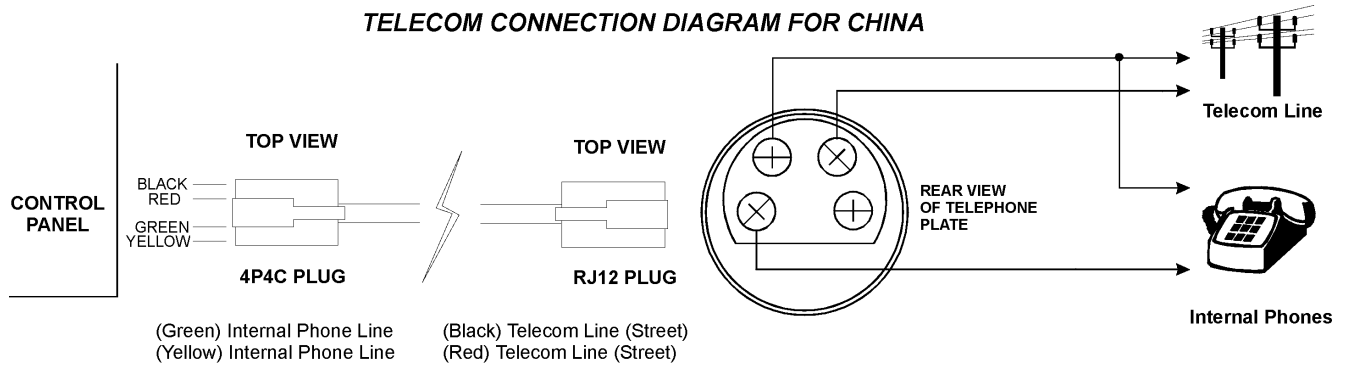 TELECOM CONNECTION DIAGRAM FOR CHINA
Telecom Line
TOP VIEW
TOP VIEW
BLACK
RED
GREEN
YELLOW
CONTROL
PANEL
REAR VIEW
OF TELEPHONE
PLATE
4P4C PLUG
RJ12 PLUG
Internal Phones
(Green) Internal Phone Line
(Yellow) Internal Phone Line
(Black) Telecom Line (Street)
(Red) Telecom Line (Street)